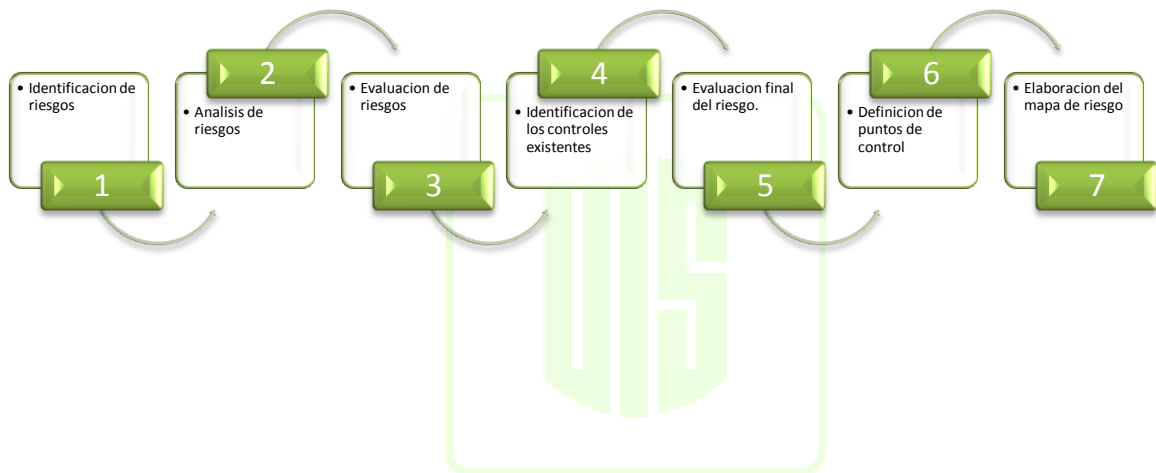 • Identificacion de
riesgos
1
2
• Analisis de
riesgos
• Evaluacion de
riesgos
3
4
• Identificacion de
los controles
existentes
• Evaluacion final
del riesgo.
5
6
• Definicion de
puntos de
control
• Elaboracion del
mapa de riesgo
7
UIS